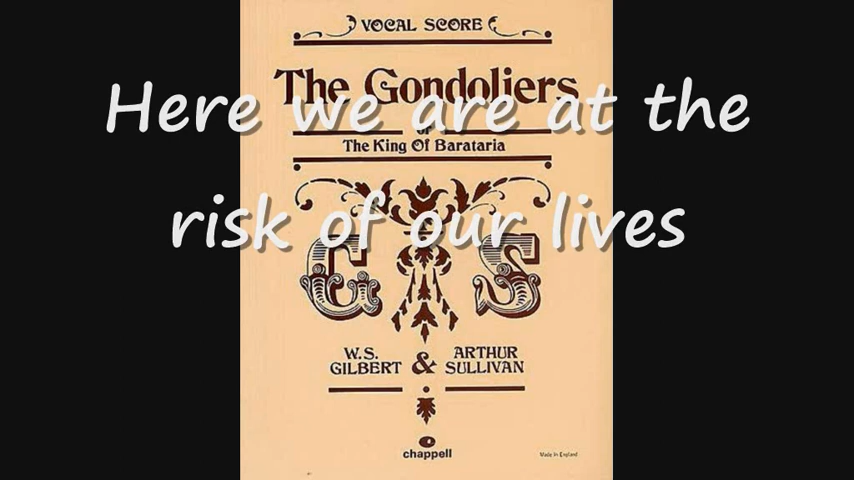 VOCAL SCORE
The Gondoliers
Here we are at the
or
The King Of Barataria
risk of our lives
G S
W.S. GILBERT & ARTHUR SULLIVAN
chappell
Made In England